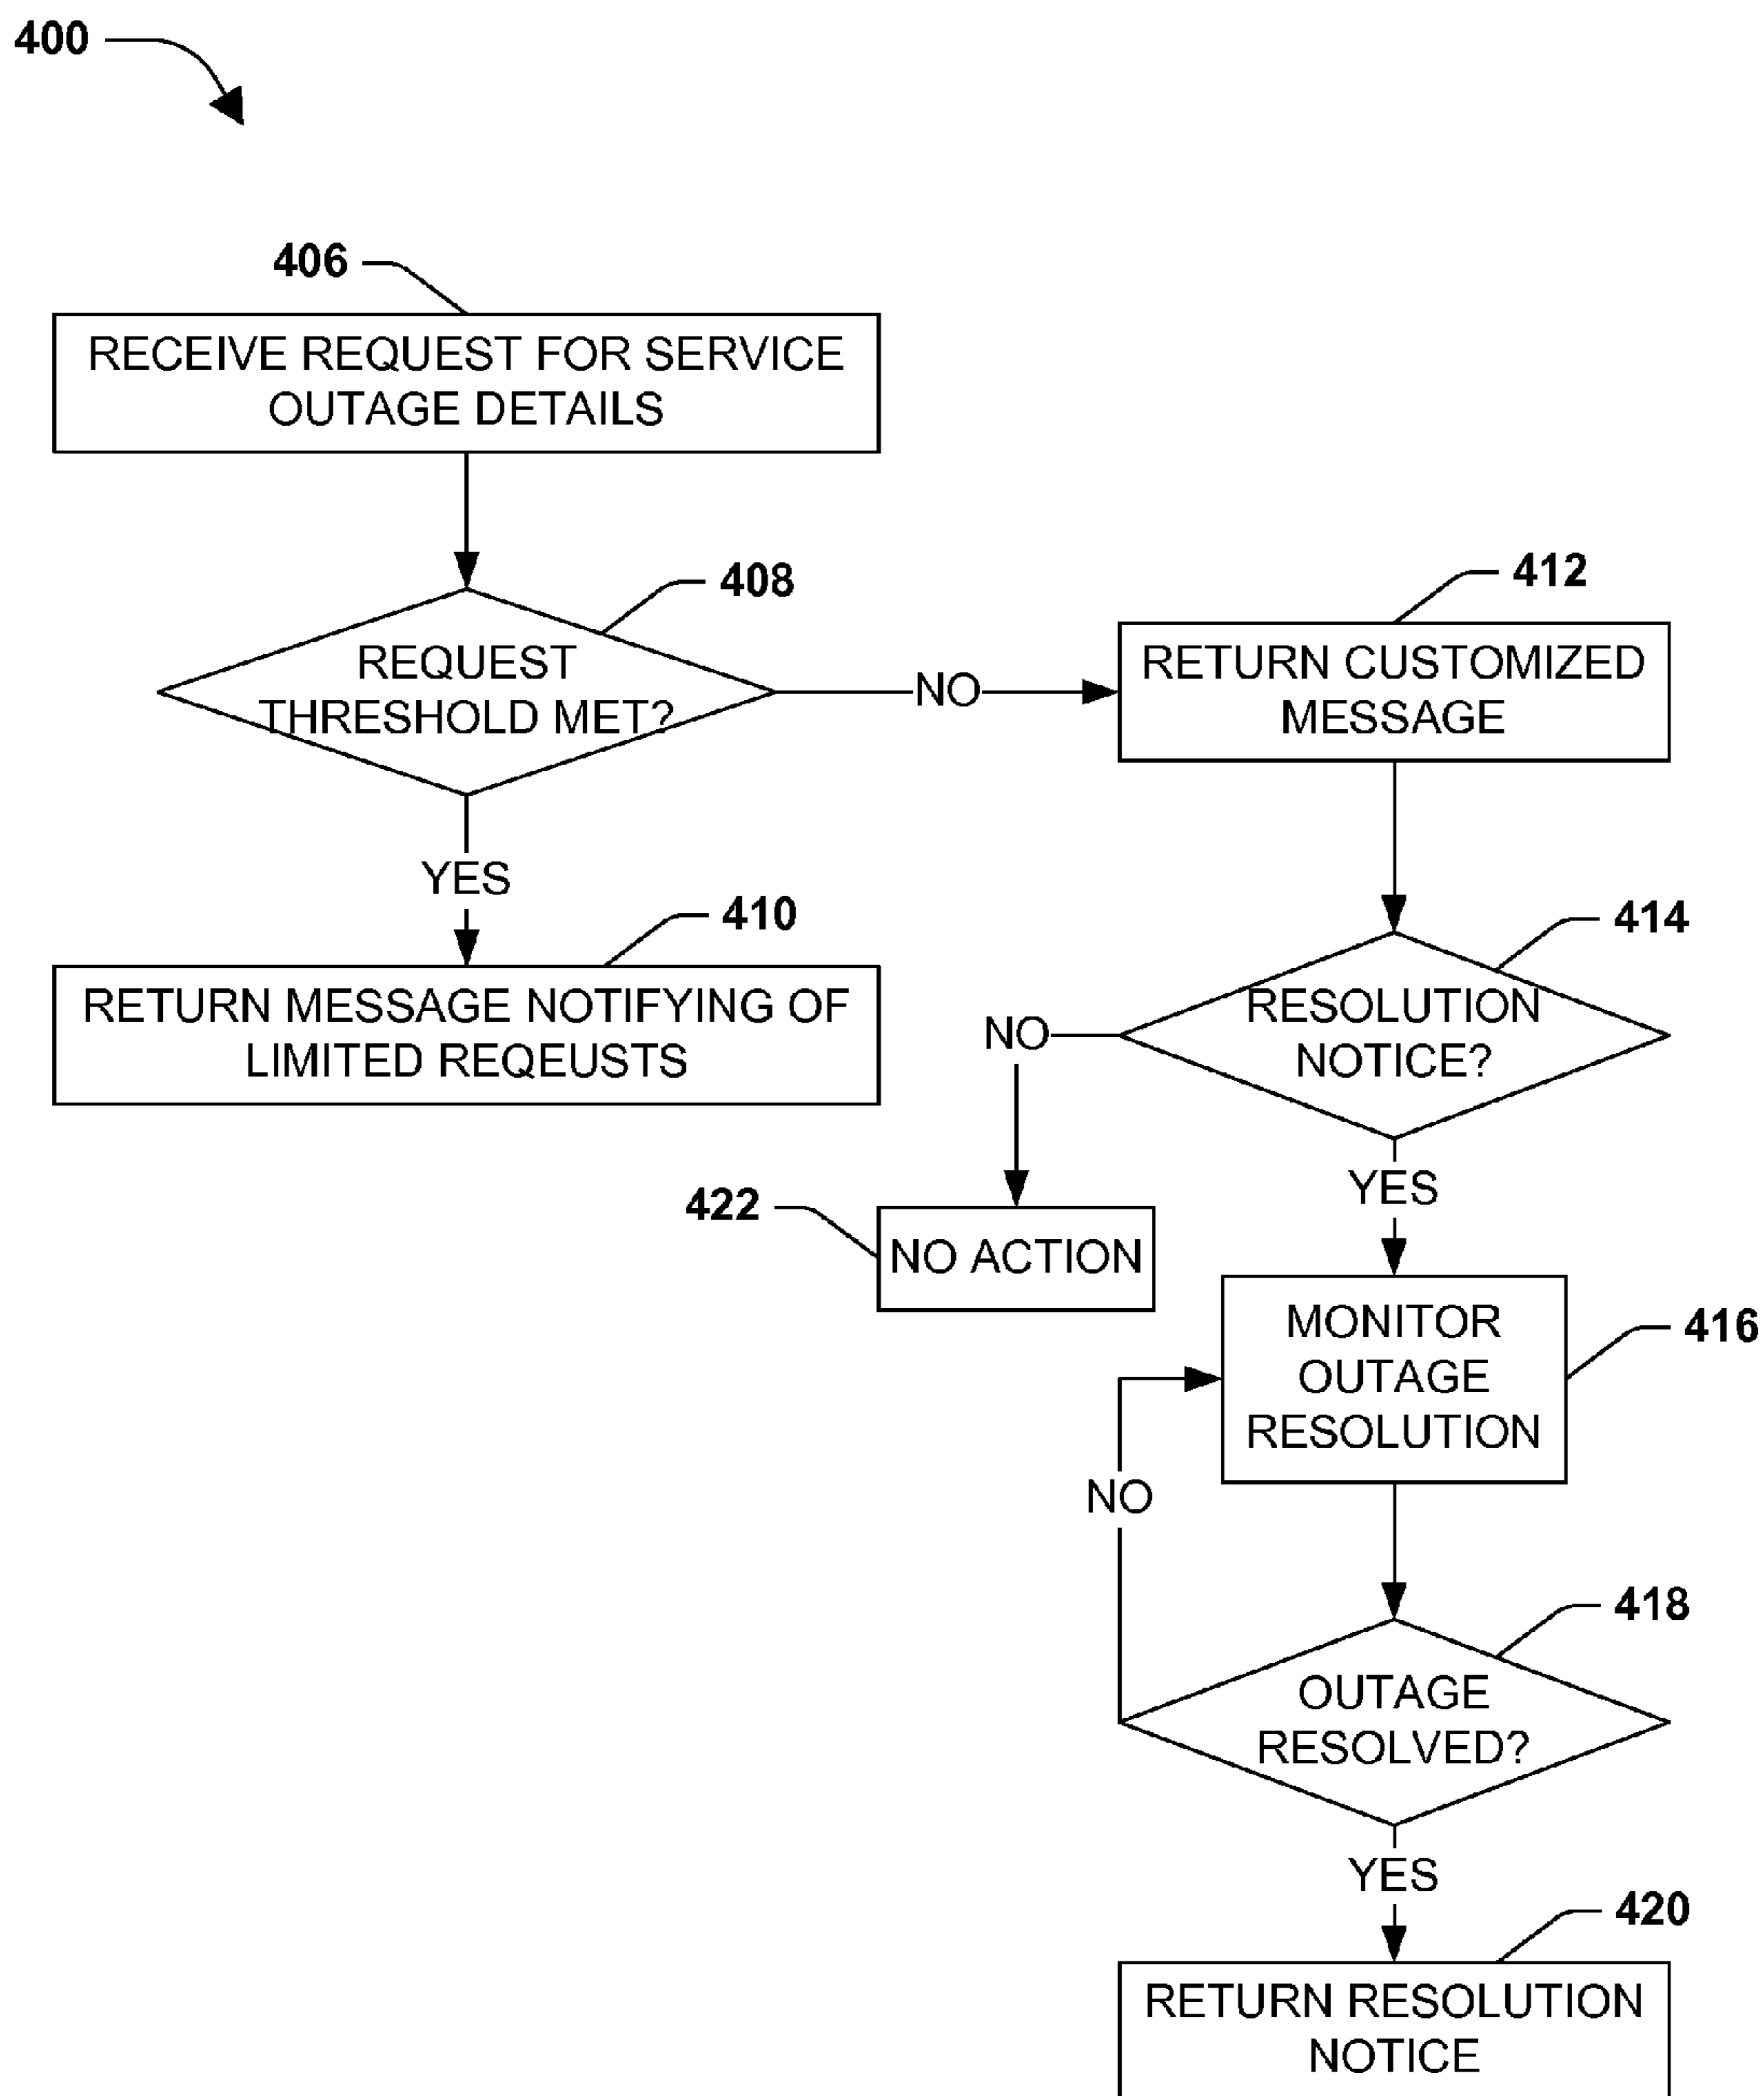 400
406
RECEIVE REQUEST FOR SERVICE
OUTAGE DETAILS
408
REQUEST
THRESHOLD MET?
NO
412
RETURN CUSTOMIZED
MESSAGE
YES
410
RETURN MESSAGE NOTIFYING OF
LIMITED REQEUSTS
414
RESOLUTION
NOTICE?
NO
422
NO ACTION
YES
MONITOR
OUTAGE
RESOLUTION
416
NO
418
OUTAGE
RESOLVED?
YES
420
RETURN RESOLUTION
NOTICE